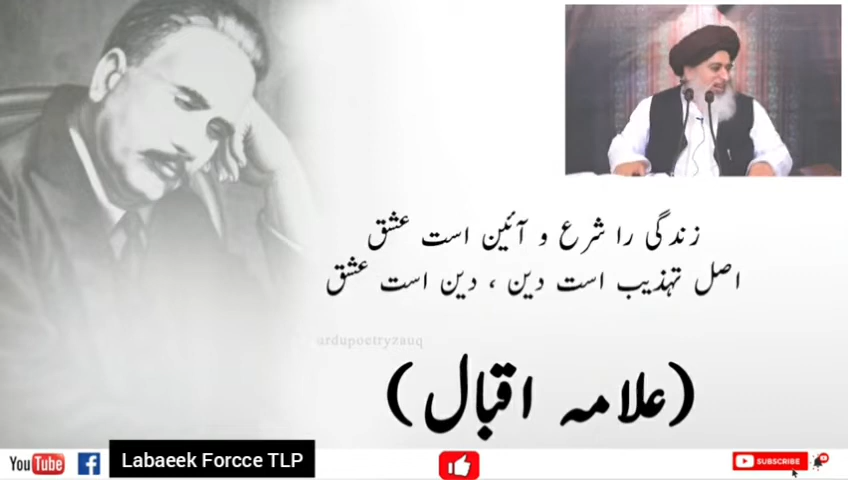 زندگی را شرع و آئین است عشق
اصل تہذیب است دین ، دین است عشق
urdupoetryzauq
(علامہ اقبال)
YouTube
f
Labaeek Forcce TLP
SUBSCRIBE